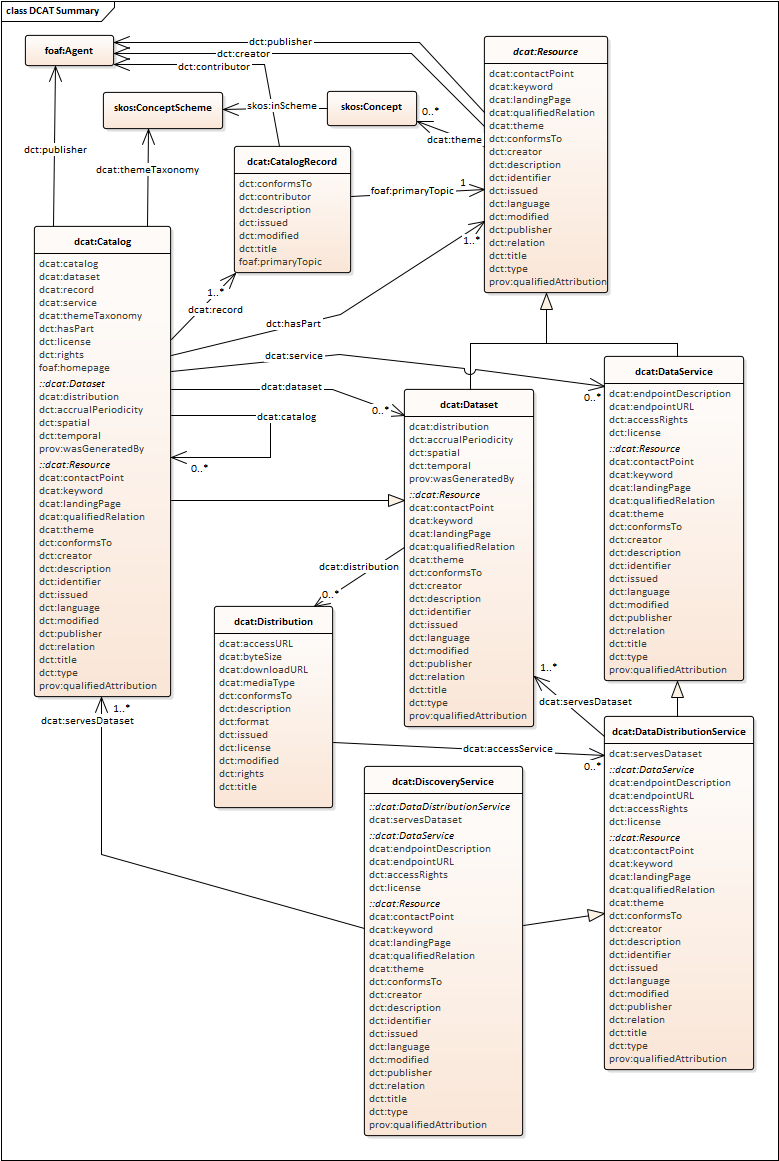 class DCAT Summary
foaf:Agent
dct:publisher
dct:creator
dct:contributor
dcat:Resource
dcat:contactPoint
dcat:keyword
dcat:landingPage
dcat:qualifiedRelation
dcat:theme
dct:conformsTo
dct:creator
dct:description
dct:identifier
dct:issued
dct:language
dct:modified
dct:publisher
dct:relation
dct:title
dct:type
prov:qualifiedAttribution
skos:ConceptScheme
skos:inScheme
skos:Concept
0..*
dcat:theme
dct:publisher
dcat:themeTaxonomy
dcat:CatalogRecord
dct:conformsTo
dct:contributor
dct:description
dct:issued
dct:modified
dct:title
foaf:primaryTopic
foaf:primaryTopic
1
1..*
dcat:Catalog
dcat:catalog
dcat:dataset
dcat:record
dcat:service
dcat:themeTaxonomy
dct:hasPart
dct:license
dct:rights
foaf:homepage
::dcat:Dataset
dcat:distribution
dct:accrualPeriodicity
dct:spatial
dct:temporal
prov:wasGeneratedBy
::dcat:Resource
dcat:contactPoint
dcat:keyword
dcat:landingPage
dcat:qualifiedRelation
dcat:theme
dct:conformsTo
dct:creator
dct:description
dct:identifier
dct:issued
dct:language
dct:modified
dct:publisher
dct:relation
dct:title
dct:type
prov:qualifiedAttribution
1..*
dcat:record
dct:hasPart
dcat:service
0..*
dcat:dataset
0..*
dcat:catalog
0..*
dcat:Dataset
dcat:distribution
dct:accrualPeriodicity
dct:spatial
dct:temporal
prov:wasGeneratedBy
::dcat:Resource
dcat:contactPoint
dcat:keyword
dcat:landingPage
dcat:qualifiedRelation
dcat:theme
dct:conformsTo
dct:creator
dct:description
dct:identifier
dct:issued
dct:language
dct:modified
dct:publisher
dct:relation
dct:title
dct:type
prov:qualifiedAttribution
dcat:DataService
dcat:endpointDescription
dcat:endpointURL
dct:accessRights
dct:license
::dcat:Resource
dcat:contactPoint
dcat:keyword
dcat:landingPage
dcat:qualifiedRelation
dcat:theme
dct:conformsTo
dct:creator
dct:description
dct:identifier
dct:issued
dct:language
dct:modified
dct:publisher
dct:relation
dct:title
dct:type
prov:qualifiedAttribution
dcat:distribution
0..*
dcat:Distribution
dcat:accessURL
dcat:byteSize
dcat:downloadURL
dcat:mediaType
dct:conformsTo
dct:description
dct:format
dct:issued
dct:license
dct:modified
dct:rights
dct:title
1..*
dcat:servesDataset
1..*
dcat:servesDataset
dcat:accessService
0..*
dcat:DataDistributionService
dcat:servesDataset
::dcat:DataService
dcat:endpointDescription
dcat:endpointURL
dct:accessRights
dct:license
::dcat:Resource
dcat:contactPoint
dcat:keyword
dcat:landingPage
dcat:qualifiedRelation
dcat:theme
dct:conformsTo
dct:creator
dct:description
dct:identifier
dct:issued
dct:language
dct:modified
dct:publisher
dct:relation
dct:title
dct:type
prov:qualifiedAttribution
dcat:DiscoveryService
::dcat:DataDistributionService
dcat:servesDataset
::dcat:DataService
dcat:endpointDescription
dcat:endpointURL
dct:accessRights
dct:license
::dcat:Resource
dcat:contactPoint
dcat:keyword
dcat:landingPage
dcat:qualifiedRelation
dcat:theme
dct:conformsTo
dct:creator
dct:description
dct:identifier
dct:issued
dct:language
dct:modified
dct:publisher
dct:relation
dct:title
dct:type
prov:qualifiedAttribution